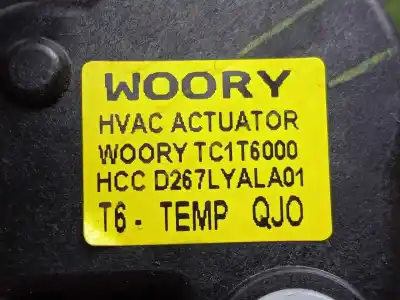 WOORY
HVAC ACTUATOR
WOORY TC1T6000
HCC D267LYALA01
T6 - TEMP QJO